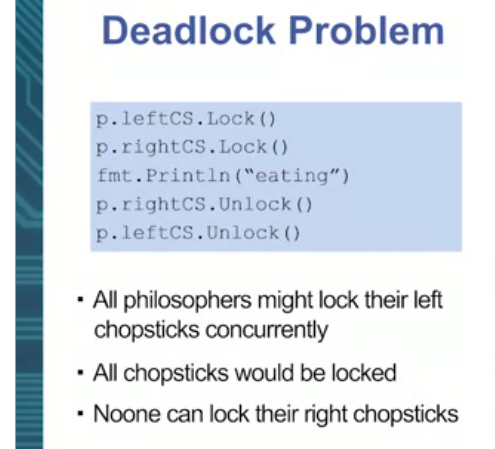 Deadlock Problem
p.leftCS.Lock()
p.rightCS.Lock()
fmt.Println(“eating”)
p.rightCS.Unlock()
p.leftCS.Unlock()
▪ All philosophers might lock their left
chopsticks concurrently
▪ All chopsticks would be locked
▪ Noone can lock their right chopsticks